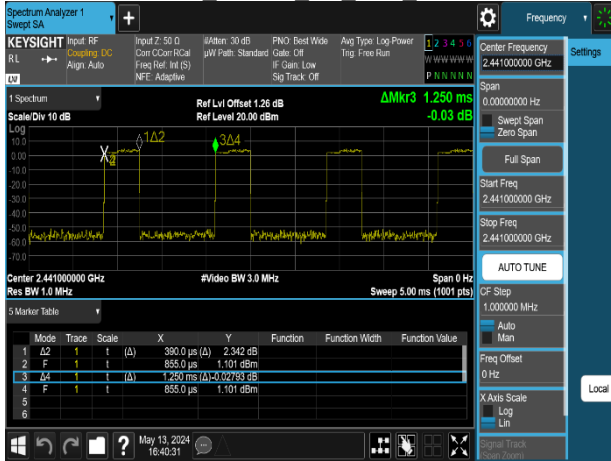 Spectrum Analyzer 1
Swept SA
+
Frequency
KEYSIGHT
Input: RF
RL
Coupling: DC
Align: Auto
Input Z: 50 Ω
Corr CCorr RCal
Freq Ref: Int (S)
NFE: Adaptive
#Atten: 30 dB
µW Path: Standard
PNO: Best Wide
Gate: Off
IF Gain: Low
Sig Track: Off
Avg Type: Log-Power
Trig: Free Run
1 2 3 4 5 6
W W W W W W
P N N N N N
Center Frequency
2.441000000 GHz
Settings
Span
0.00000000 Hz
Swept Span
Zero Span
Full Span
Start Freq
2.441000000 GHz
Stop Freq
2.441000000 GHz
AUTO TUNE
CF Step
1.000000 MHz
Auto
Man
Freq Offset
0 Hz
X Axis Scale
Log
Lin
Local
Signal Track
(Span Zoom)
1 Spectrum
Scale/Div 10 dB
Ref Lvl Offset 1.26 dB
Ref Level 20.00 dBm
ΔMkr3 1.250 ms
-0.03 dB
Log
10.0
0.00
-10.0
-20.0
-30.0
-40.0
-50.0
-60.0
-70.0
1Δ2
3Δ4
Center 2.441000000 GHz
Res BW 1.0 MHz
#Video BW 3.0 MHz
Span 0 Hz
Sweep 5.00 ms (1001 pts)
5 Marker Table
Mode Trace Scale X Y Function Function Width Function Value
1 Δ2 1 t (Δ) 390.0 µs (Δ) 2.342 dB
2 F 1 t 855.0 µs 1.101 dBm
3 Δ4 1 t (Δ) 1.250 ms (Δ) -0.02793 dB
4 F 1 t 855.0 µs 1.101 dBm
5
6
?
May 13, 2024
16:40:31